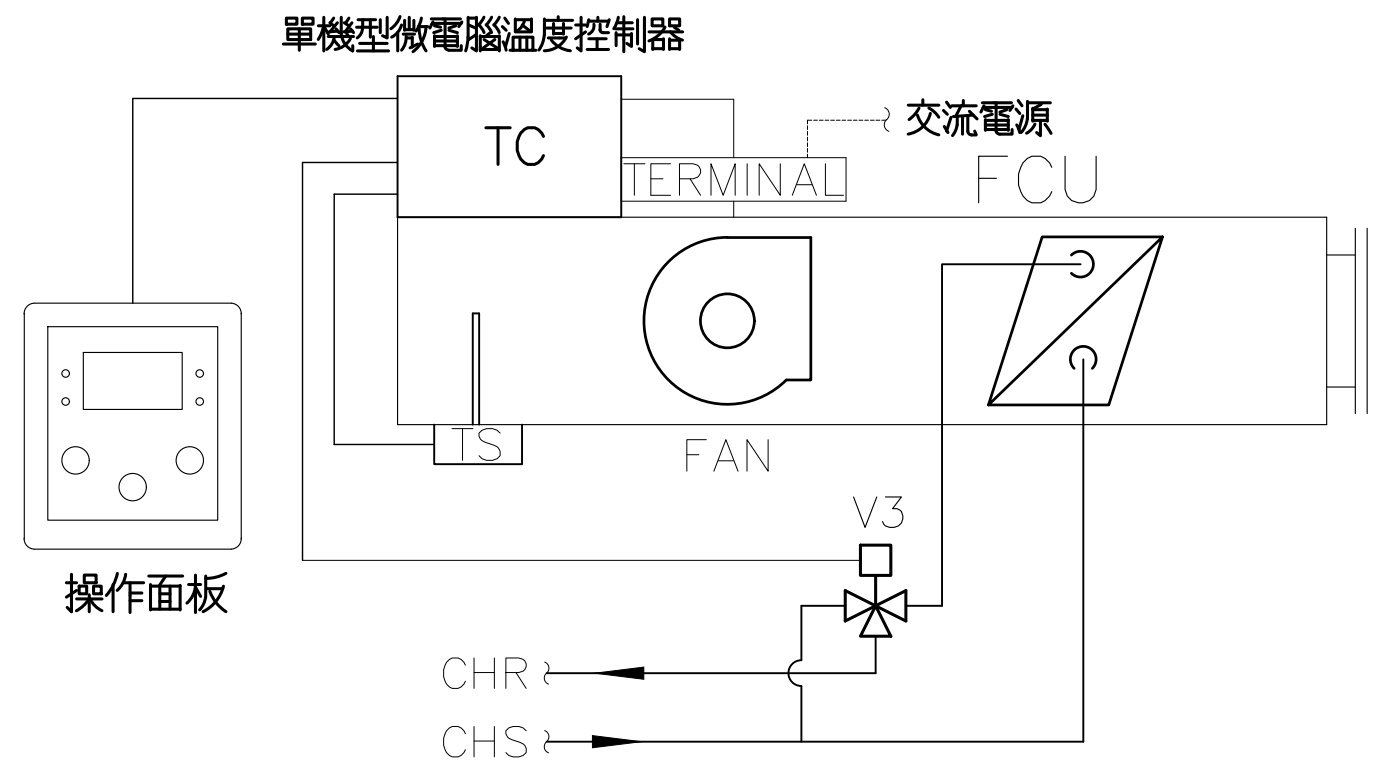 單機型微電腦溫度控制器
交流電源
TC
TERMINAL
FCU
TS
FAN
V3
操作面板
CHR
CHS